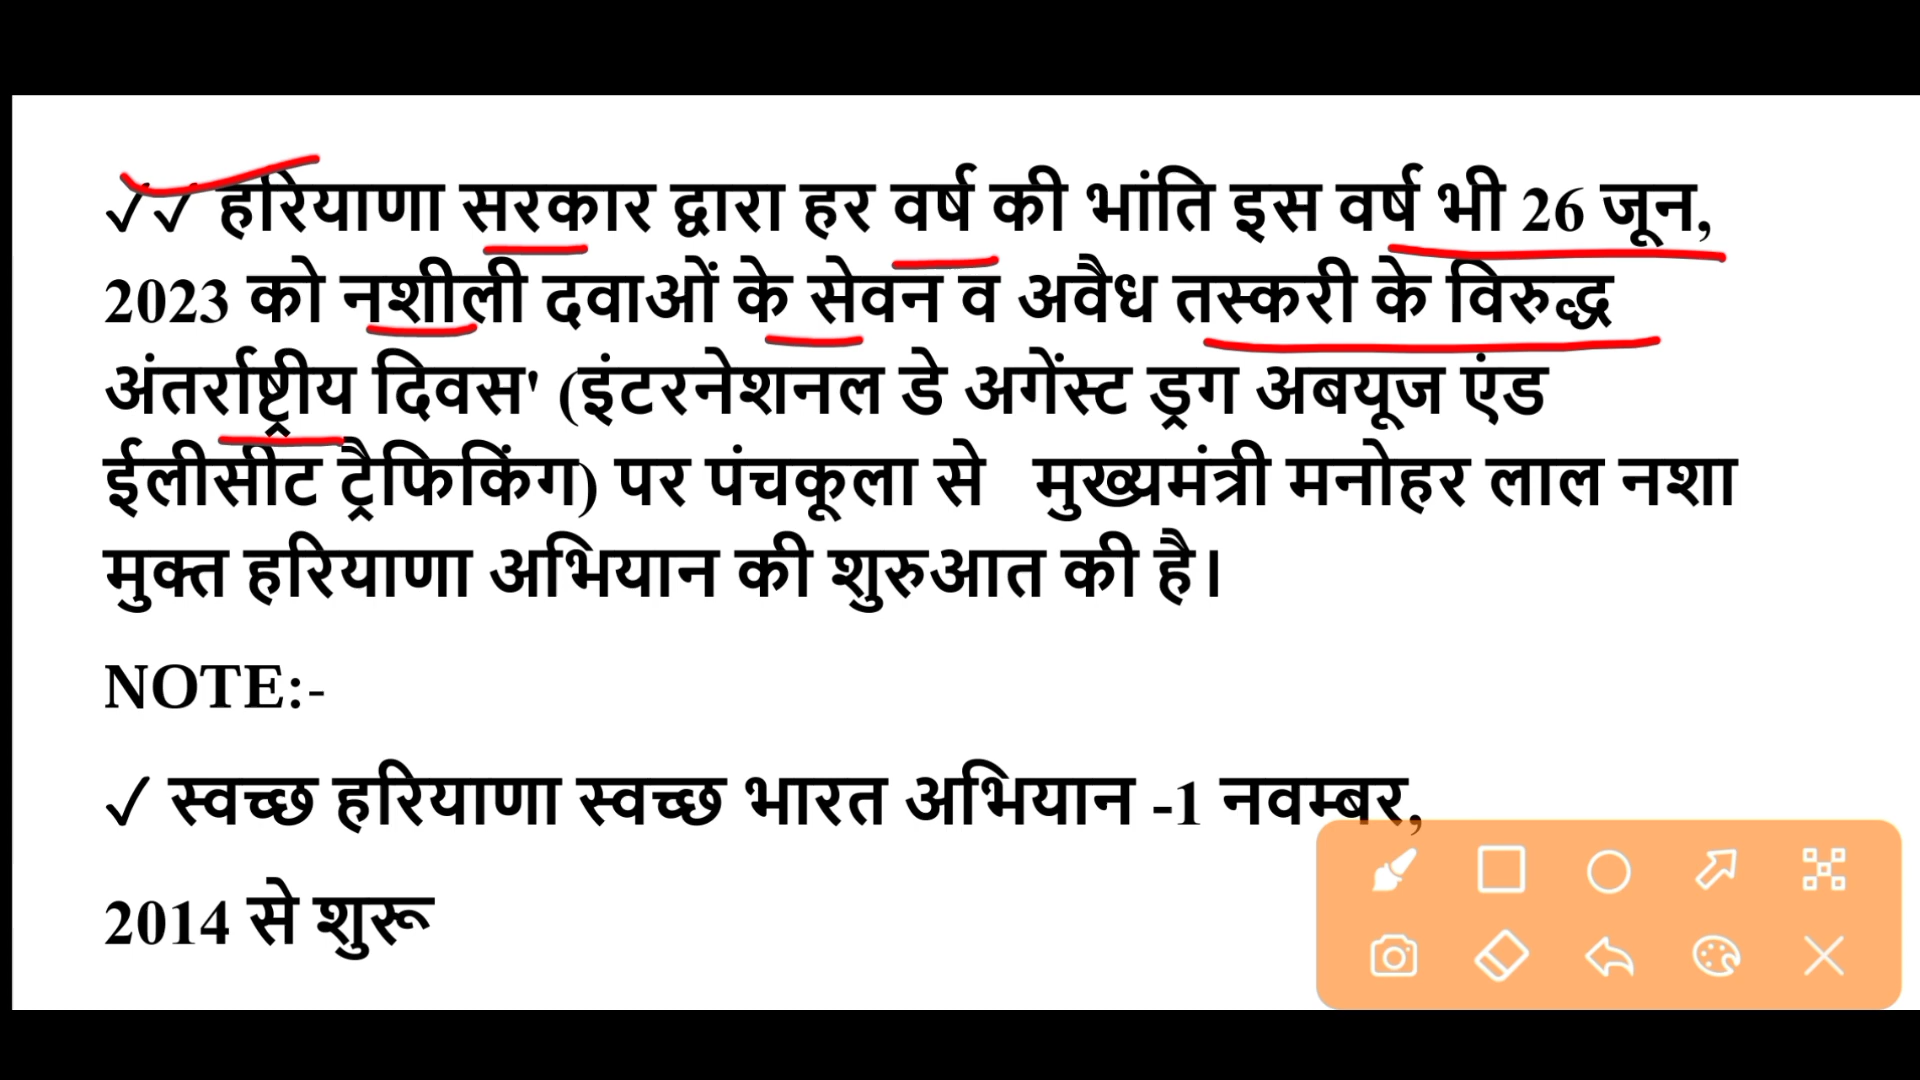 ✓✓ हरियाणा सरकार द्वारा हर वर्ष की भांति इस वर्ष भी 26 जून,
2023 को नशीली दवाओं के सेवन व अवैध तस्करी के विरुद्ध
अंतर्राष्ट्रीय दिवस' (इंटरनेशनल डे अगेंस्ट ड्रग अबयूज एंड
ईलीसीट ट्रैफिकिंग) पर पंचकूला से मुख्यमंत्री मनोहर लाल नशा
मुक्त हरियाणा अभियान की शुरुआत की है।
NOTE:-
✓ स्वच्छ हरियाणा स्वच्छ भारत अभियान -1 नवम्बर,
2014 से शुरू